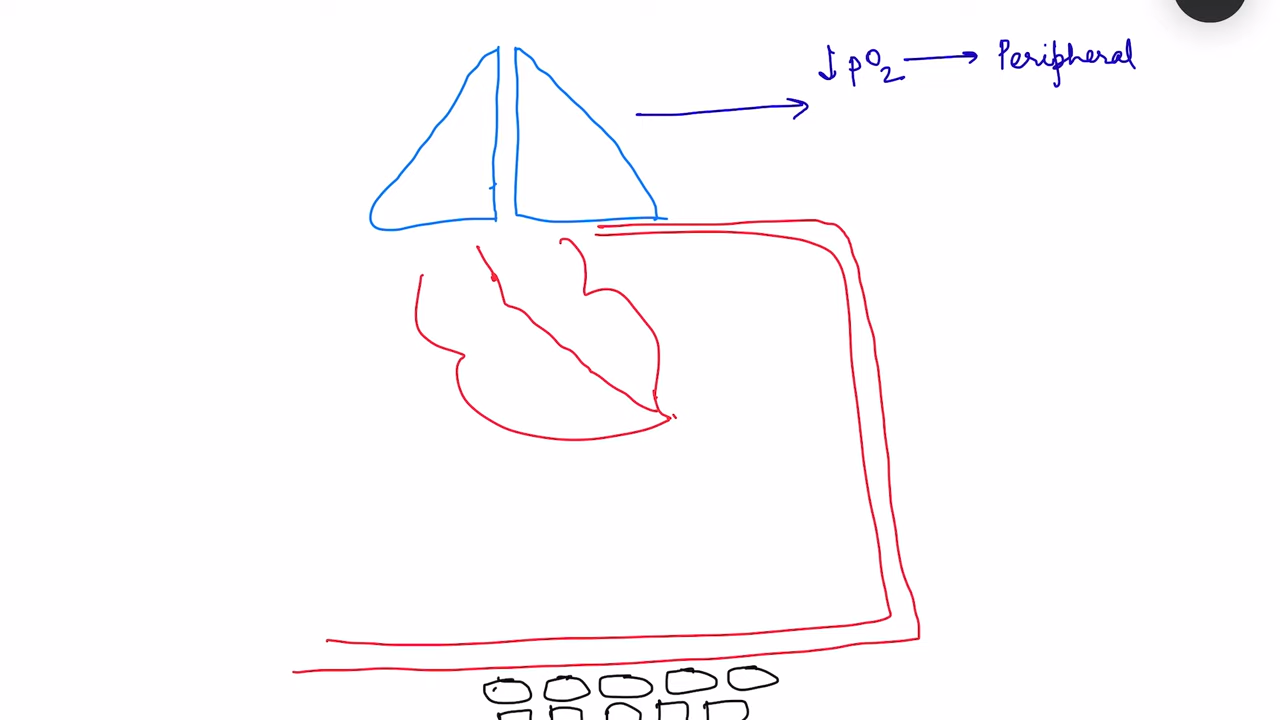 ↓ pO₂ → Peripheral